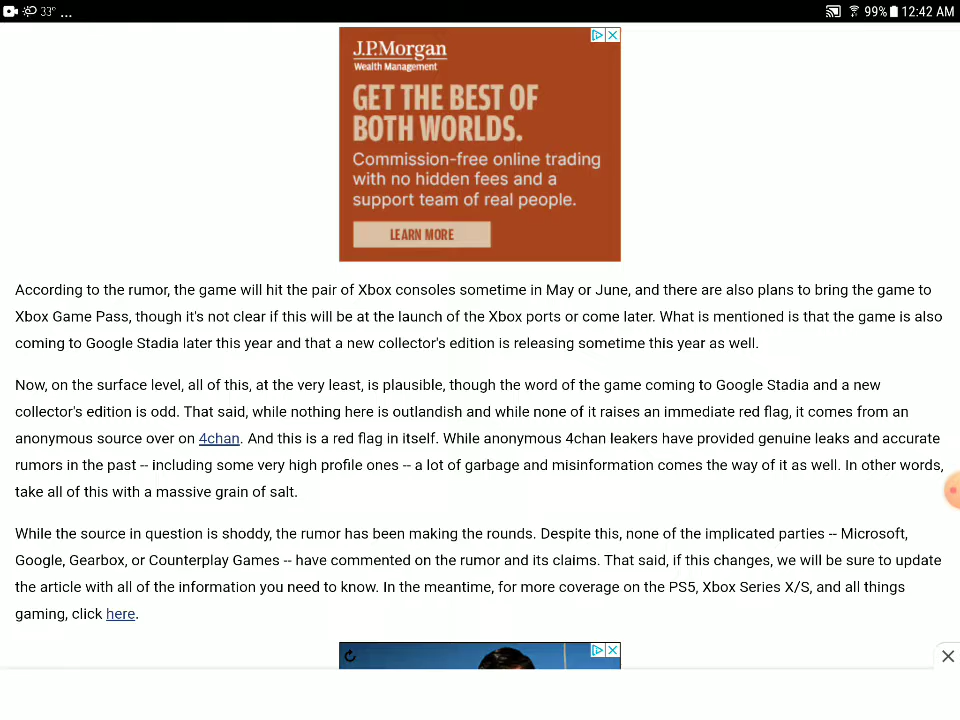 33° ...
99% 12:42 AM
J.P.Morgan
Wealth Management
GET THE BEST OF
BOTH WORLDS.
Commission-free online trading
with no hidden fees and a
support team of real people.
LEARN MORE
According to the rumor, the game will hit the pair of Xbox consoles sometime in May or June, and there are also plans to bring the game to
Xbox Game Pass, though it's not clear if this will be at the launch of the Xbox ports or come later. What is mentioned is that the game is also
coming to Google Stadia later this year and that a new collector's edition is releasing sometime this year as well.
Now, on the surface level, all of this, at the very least, is plausible, though the word of the game coming to Google Stadia and a new
collector's edition is odd. That said, while nothing here is outlandish and while none of it raises an immediate red flag, it comes from an
anonymous source over on 4chan. And this is a red flag in itself. While anonymous 4chan leakers have provided genuine leaks and accurate
rumors in the past -- including some very high profile ones -- a lot of garbage and misinformation comes the way of it as well. In other words,
take all of this with a massive grain of salt.
While the source in question is shoddy, the rumor has been making the rounds. Despite this, none of the implicated parties -- Microsoft,
Google, Gearbox, or Counterplay Games -- have commented on the rumor and its claims. That said, if this changes, we will be sure to update
the article with all of the information you need to know. In the meantime, for more coverage on the PS5, Xbox Series X/S, and all things
gaming, click here.